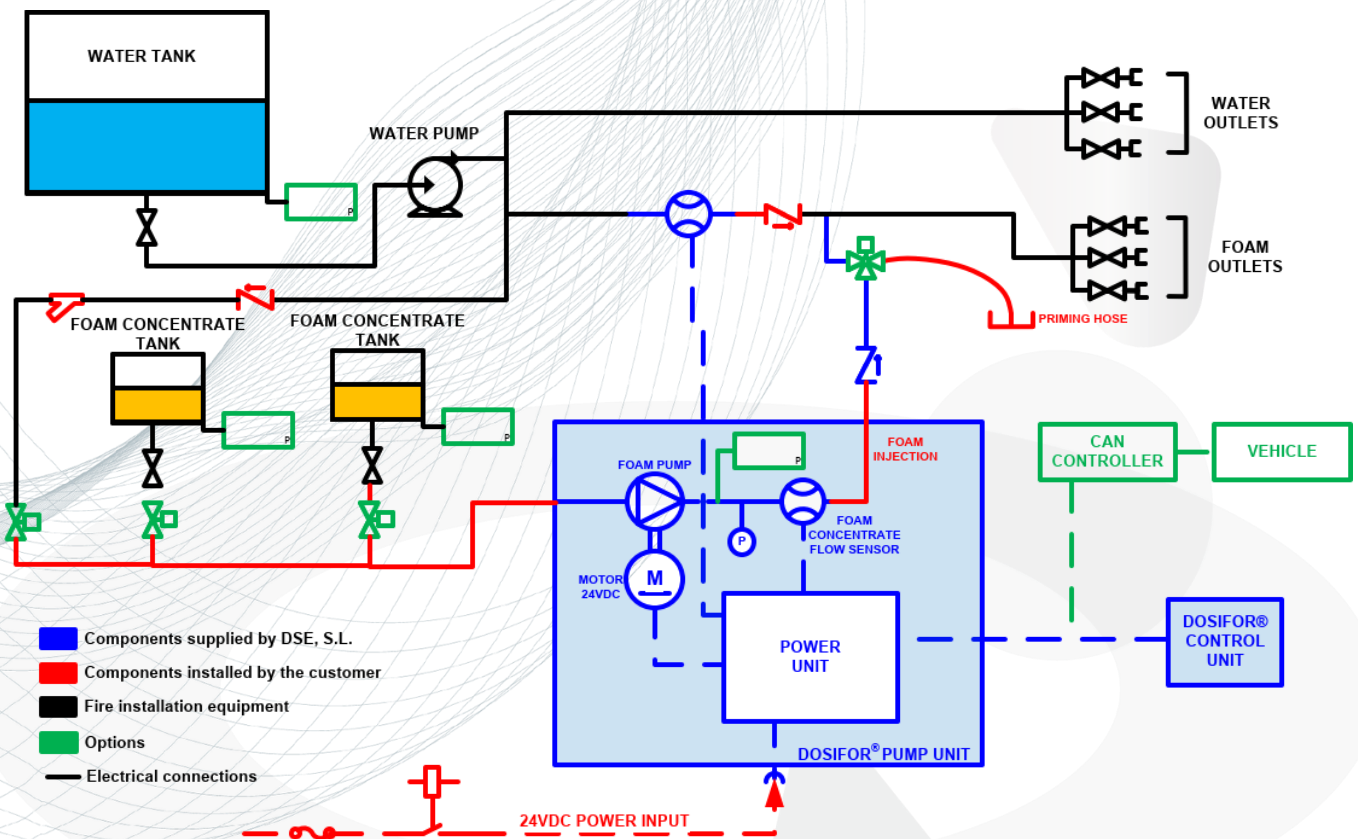 WATER TANK
P
WATER PUMP
WATER
OUTLETS
FOAM
OUTLETS
PRIMING HOSE
FOAM CONCENTRATE
TANK
P
FOAM CONCENTRATE
TANK
P
FOAM PUMP
P
FOAM
INJECTION
P
FOAM
CONCENTRATE
FLOW SENSOR
MOTOR
24VDC
M
POWER
UNIT
DOSIFOR® PUMP UNIT
CAN
CONTROLLER
VEHICLE
DOSIFOR®
CONTROL
UNIT
Components supplied by DSE, S.L.
Components installed by the customer
Fire installation equipment
Options
Electrical connections
24VDC POWER INPUT